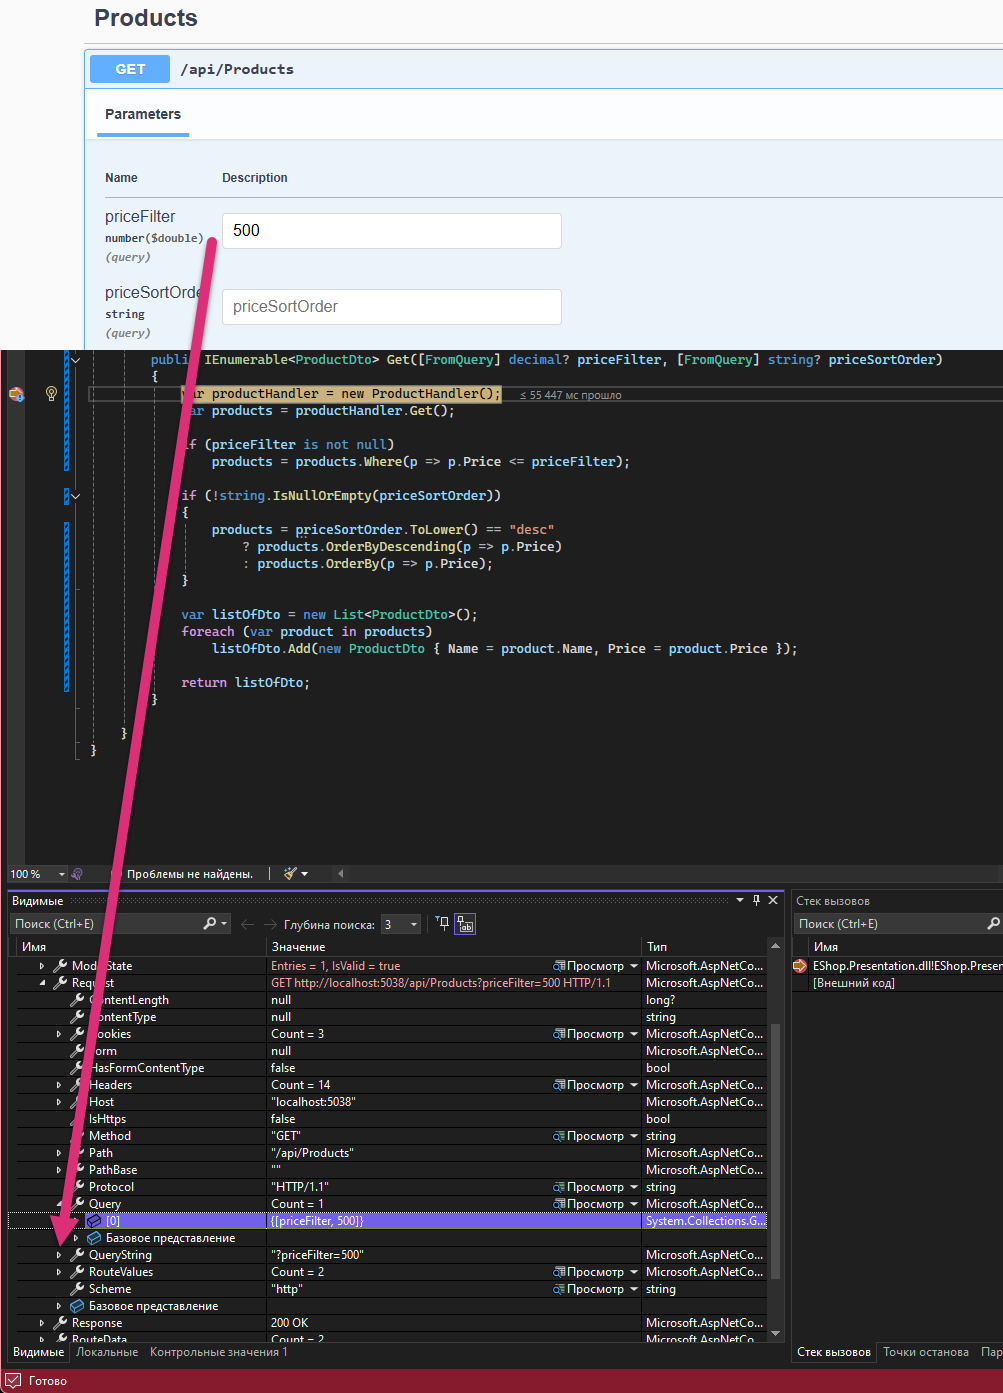 Products
GET /api/Products
Parameters
Name Description
priceFilter
number($double)
(query)
500
priceSortOrde
string
(query)
priceSortOrder
publi IEnumerable<ProductDto> Get([FromQuery] decimal? priceFilter, [FromQuery] string? priceSortOrder)
{
var productHandler = new ProductHandler(); ≤ 55 447 мс прошло
var products = productHandler.Get();
if (priceFilter is not null)
products = products.Where(p => p.Price <= priceFilter);
if (!string.IsNullOrEmpty(priceSortOrder))
{
products = priceSortOrder.ToLower() == "desc"
? products.OrderByDescending(p => p.Price)
: products.OrderBy(p => p.Price);
}
var listOfDto = new List<ProductDto>();
foreach (var product in products)
listOfDto.Add(new ProductDto { Name = product.Name, Price = product.Price });
return listOfDto;
}
}
}
100 % Проблемы не найдены.
Видимые
Поиск (Ctrl+E) Глубина поиска: 3
Имя Значение Тип
ModelState Entries = 1, IsValid = true Просмотр Microsoft.AspNetCo...
Request GET http://localhost:5038/api/Products?priceFilter=500 HTTP/1.1 Microsoft.AspNetCo...
ContentLength null long?
ContentType null string
Cookies Count = 3 Просмотр Microsoft.AspNetCo...
Form null Microsoft.AspNetCo...
HasFormContentType false bool
Headers Count = 14 Просмотр Microsoft.AspNetCo...
Host "localhost:5038" Microsoft.AspNetCo...
IsHttps false bool
Method "GET" Просмотр string
Path "/api/Products" Microsoft.AspNetCo...
PathBase "" Microsoft.AspNetCo...
Protocol "HTTP/1.1" Просмотр string
Query Count = 1 Просмотр Microsoft.AspNetCo...
[0] {[priceFilter, 500]} System.Collections.G...
Базовое представление
QueryString "?priceFilter=500" Microsoft.AspNetCo...
RouteValues Count = 2 Просмотр Microsoft.AspNetCo...
Scheme "http" Просмотр string
Базовое представление
Response 200 OK Microsoft.AspNetCo...
RouteData Count = 2 Microsoft.AspNetCo...
Видимые Локальные Контрольные значения 1
Стек вызовов
Поиск (Ctrl+E)
Имя
EShop.Presentation.dll!EShop.Presen
[Внешний код]
Стек вызовов Точки останова Пар
Готово